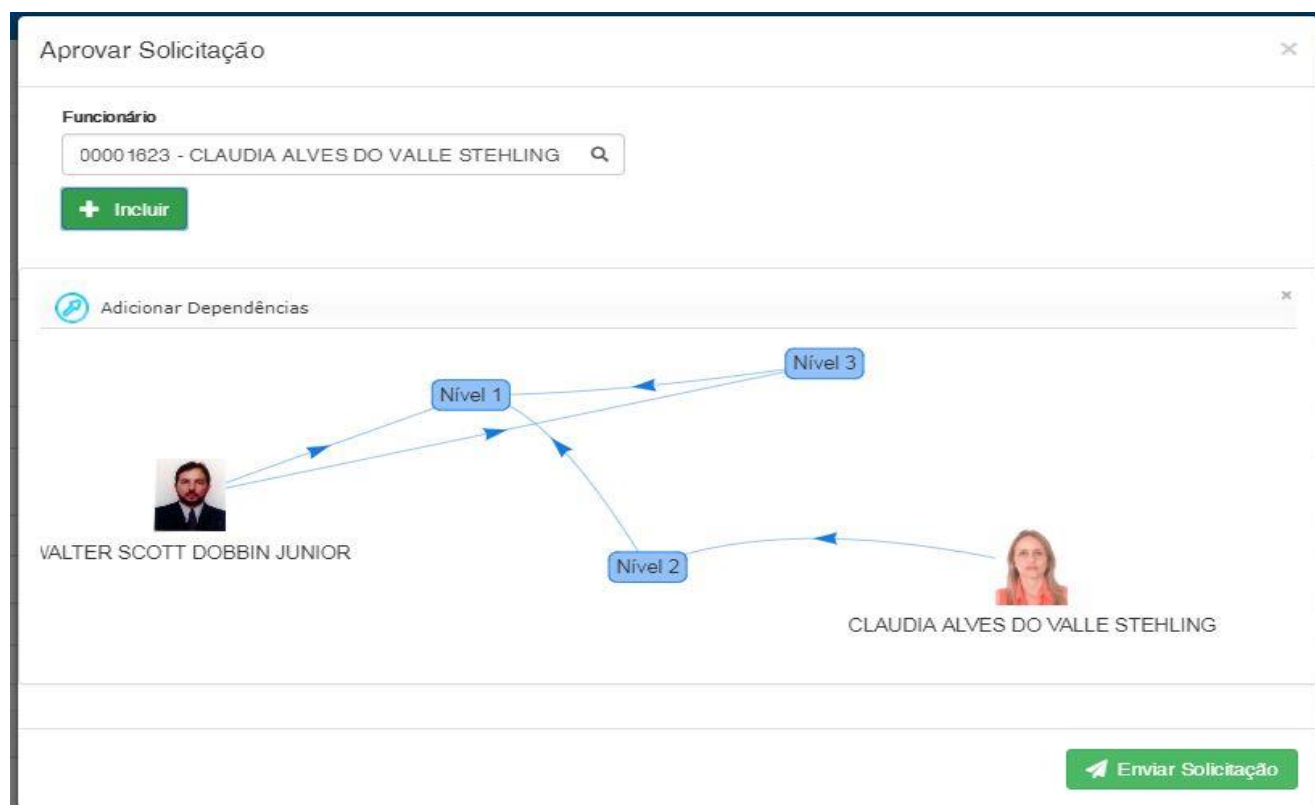 Aprovar Solicitação
×
Funcionário
00001623 - CLAUDIA ALVES DO VALLE STEHLING
Incluir
Adicionar Dependências
×
Nível 3
Nível 1
WALTER SCOTT DOBBIN JUNIOR
Nível 2
CLAUDIA ALVES DO VALLE STEHLING
Enviar Solicitação